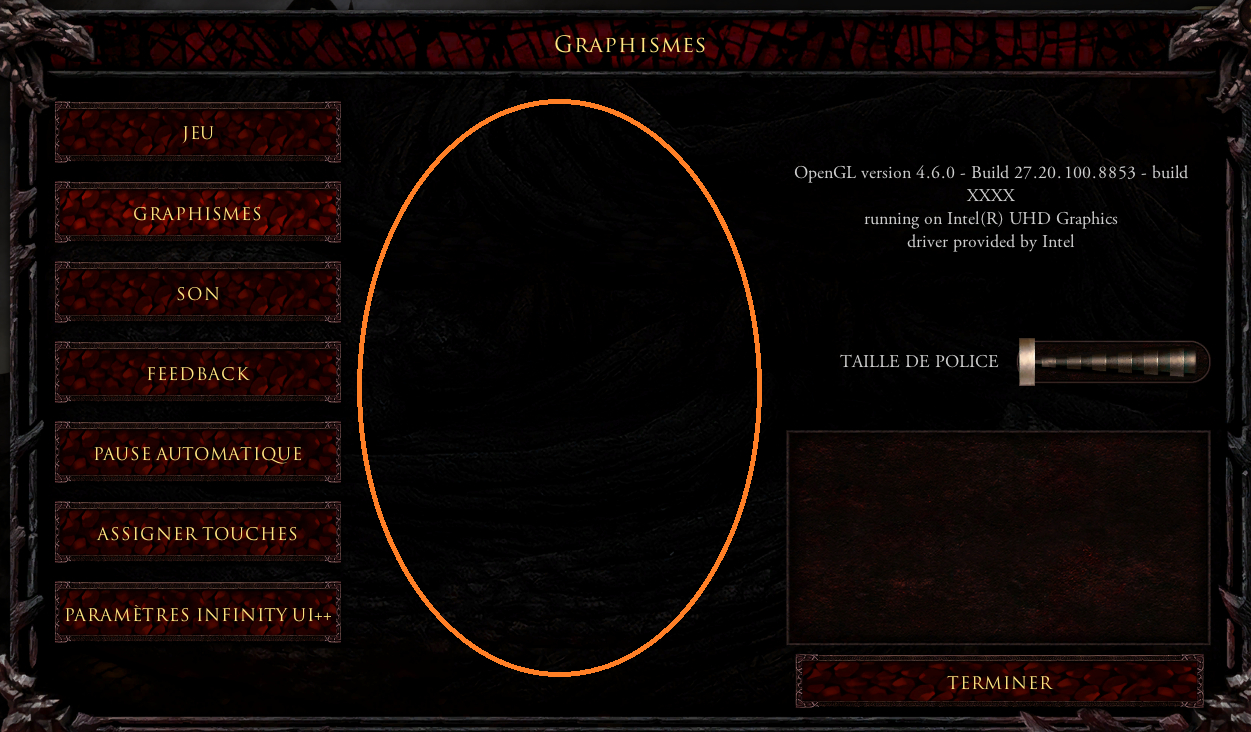 Graphismes
JEU
GRAPHISMES
SON
FEEDBACK
PAUSE AUTOMATIQUE
ASSIGNER TOUCHES
PARAMÈTRES INFINITY UI++
OpenGL version 4.6.0 - Build 27.20.100.8853 - build
XXXX
running on Intel(R) UHD Graphics
driver provided by Intel
TAILLE DE POLICE
TERMINER